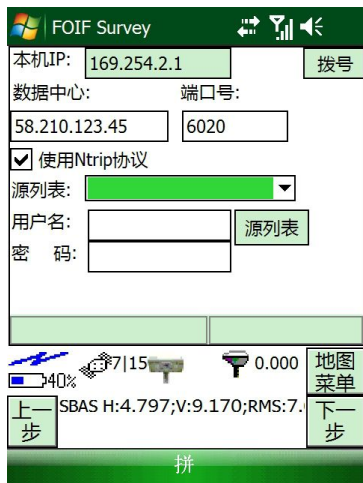 FOIF Survey
本机IP: 169.254.2.1 拨号
数据中心: 端口号:
58.210.123.45 6020
使用Ntrip协议
源列表:
用户名: 源列表
密 码:
40% 7|15 0.000 地图菜单
上一步 SBAS H:4.797;V:9.170;RMS:7. 下一步
拼